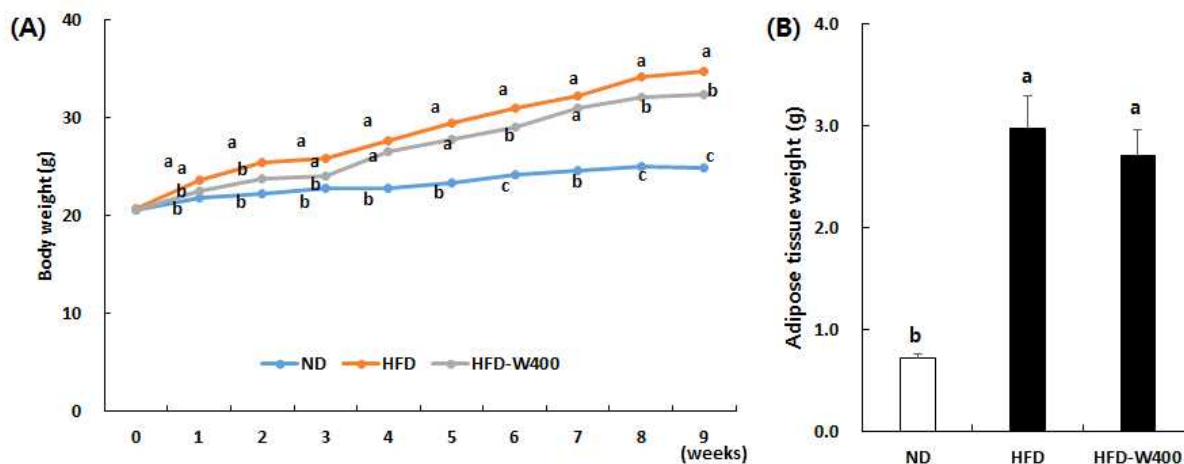 (A)
Body weight (g)
40
30
20
10
0
a a a a a a a a a a
b b a a a b a b b
b b b b b b c b c c
ND HFD HFD-W400
0 1 2 3 4 5 6 7 8 9
(weeks)
(B)
Adipose tissue weight (g)
4.0
3.0
2.0
1.0
0.0
b a a
ND HFD HFD-W400